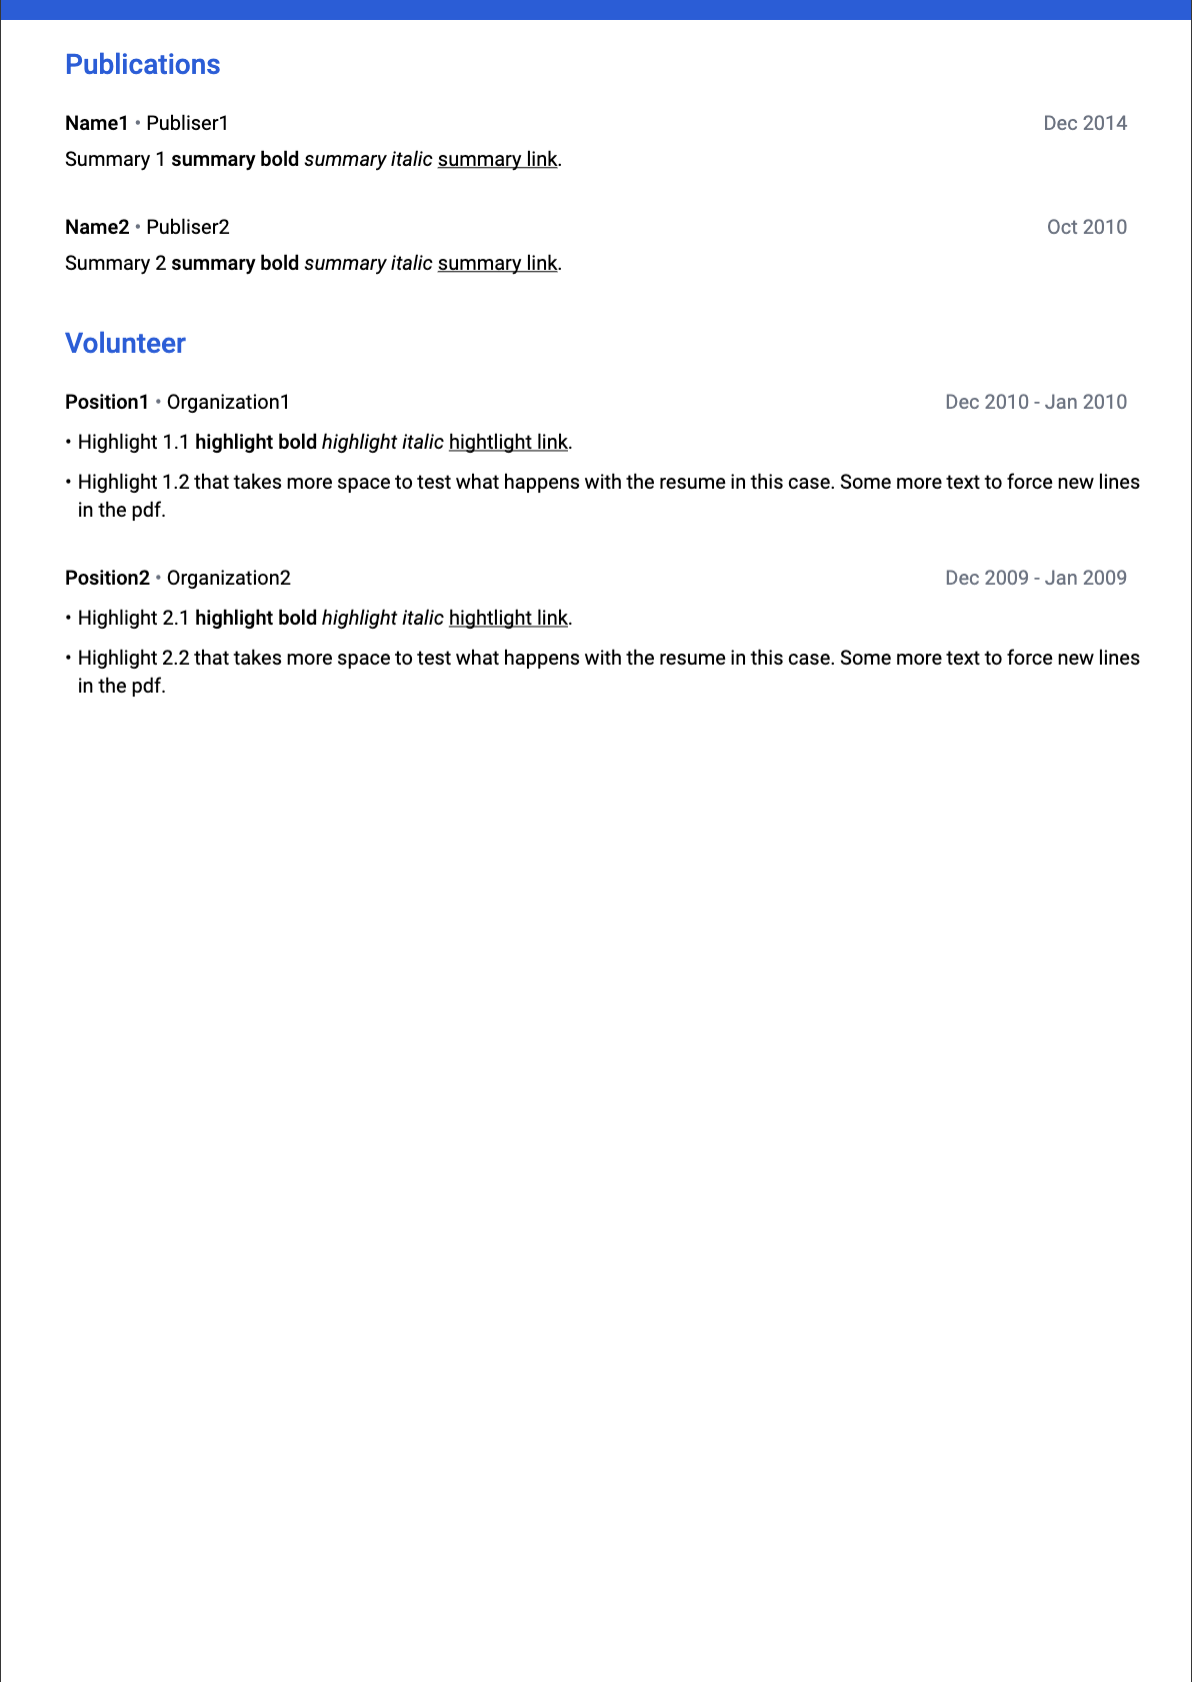 Publications
Name1 • Publiser1 Dec 2014
Summary 1 summary bold summary italic summary link.
Name2 • Publiser2 Oct 2010
Summary 2 summary bold summary italic summary link.
Volunteer
Position1 • Organization1 Dec 2010 - Jan 2010
• Highlight 1.1 highlight bold highlight italic hightlight link.
• Highlight 1.2 that takes more space to test what happens with the resume in this case. Some more text to force new lines
in the pdf.
Position2 • Organization2 Dec 2009 - Jan 2009
• Highlight 2.1 highlight bold highlight italic hightlight link.
• Highlight 2.2 that takes more space to test what happens with the resume in this case. Some more text to force new lines
in the pdf.